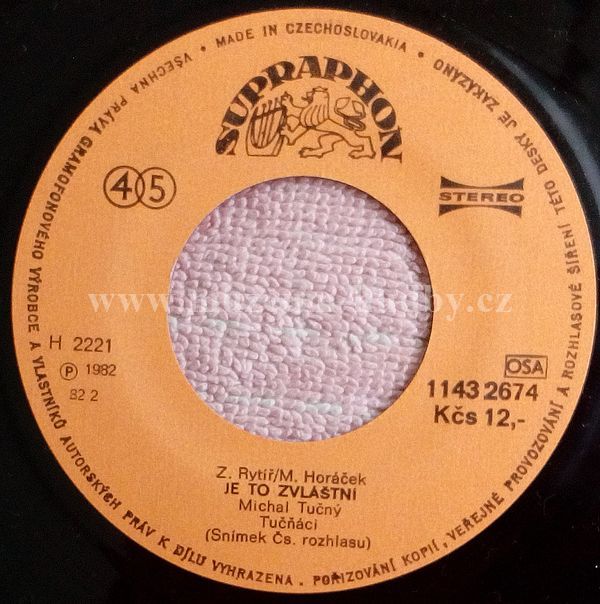 VŠECHNA PRÁVA GRAMOFONOVÉHO VÝROBCE A VLASTNÍKŮ AUTORSKÝCH PRÁV K DÍLU VYHRAZENA. POŘIZOVÁNÍ KOPIÍ, VEŘEJNÉ PROVOZOVÁNÍ A ROZHLASOVÉ ŠÍŘENÍ TÉTO DESKY JE ZAKÁZÁNO • MADE IN CZECHOSLOVAKIA •
SUPRAPHON
45
STEREO
www.muzeum-hudby.cz
H 2221
Ⓟ 1982
82 2
OSA
1143 2674
Kčs 12,-
Z. Rytíř/M. Horáček
JE TO ZVLÁŠTNÍ
Michal Tučný
Tučňáci
(Snímek Čs. rozhlasu)